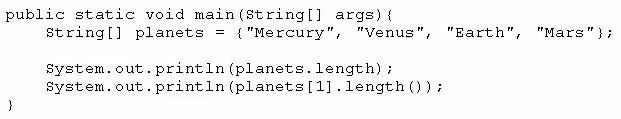 public static void main(String[] args){
    String[] planets = {"Mercury", "Venus", "Earth", "Mars"};
    System.out.println(planets.length);
    System.out.println(planets[1].length());
}